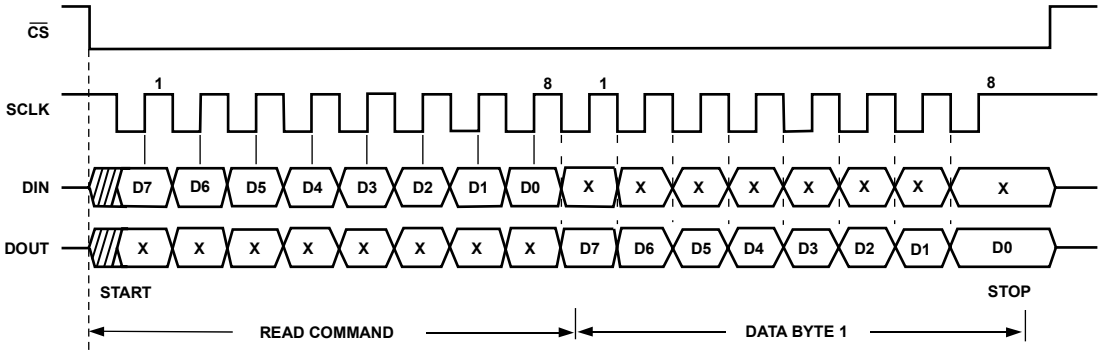 CS
1 8 1 8
SCLK
DIN D7 D6 D5 D4 D3 D2 D1 D0 X X X X X X X X
DOUT X X X X X X X X D7 D6 D5 D4 D3 D2 D1 D0
START STOP
READ COMMAND DATA BYTE 1